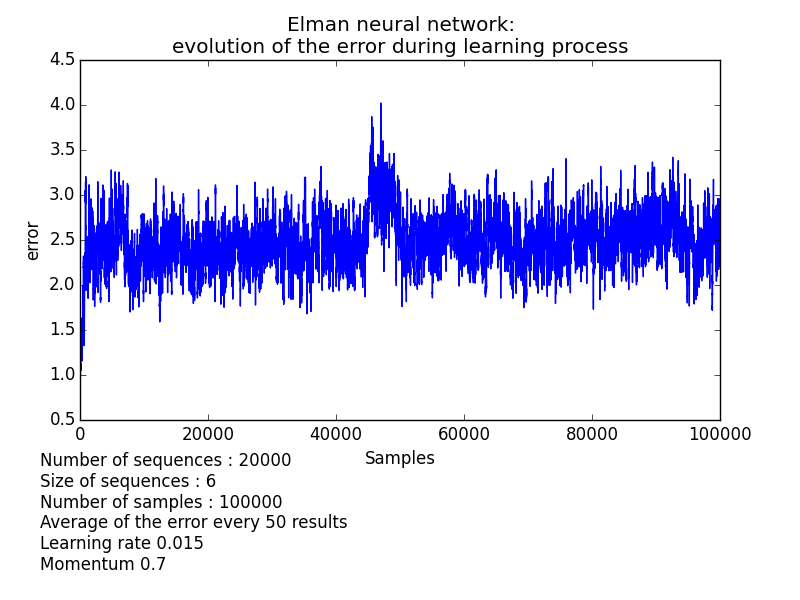 Elman neural network:
evolution of the error during learning process
4.5
4.0
3.5
3.0
2.5
2.0
1.5
1.0
0.5
error
0 20000 40000 60000 80000 100000
Samples
Number of sequences : 20000
Size of sequences : 6
Number of samples : 100000
Average of the error every 50 results
Learning rate 0.015
Momentum 0.7